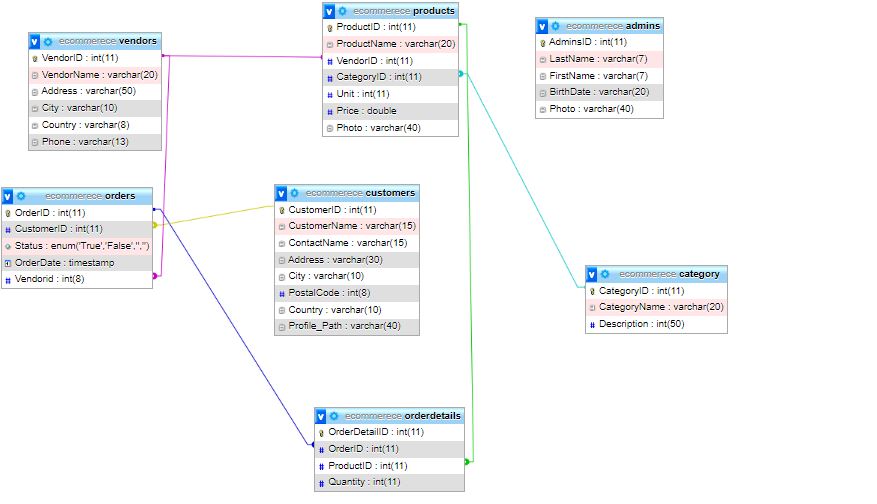 ecommerece vendors
VendorID : int(11)
VendorName : varchar(20)
Address : varchar(50)
City : varchar(10)
Country : varchar(8)
Phone : varchar(13)
ecommerece products
ProductID : int(11)
ProductName : varchar(20)
VendorID : int(11)
CategoryID : int(11)
Unit : int(11)
Price : double
Photo : varchar(40)
ecommerece admins
AdminsID : int(11)
LastName : varchar(7)
FirstName : varchar(7)
BirthDate : varchar(20)
Photo : varchar(40)
ecommerece orders
OrderID : int(11)
CustomerID : int(11)
Status : enum('True','False','','')
OrderDate : timestamp
Vendorid : int(8)
ecommerece customers
CustomerID : int(11)
CustomerName : varchar(15)
ContactName : varchar(15)
Address : varchar(30)
City : varchar(10)
PostalCode : int(8)
Country : varchar(10)
Profile_Path : varchar(40)
ecommerece category
CategoryID : int(11)
CategoryName : varchar(20)
Description : int(50)
ecommerece orderdetails
OrderDetailID : int(11)
OrderID : int(11)
ProductID : int(11)
Quantity : int(11)